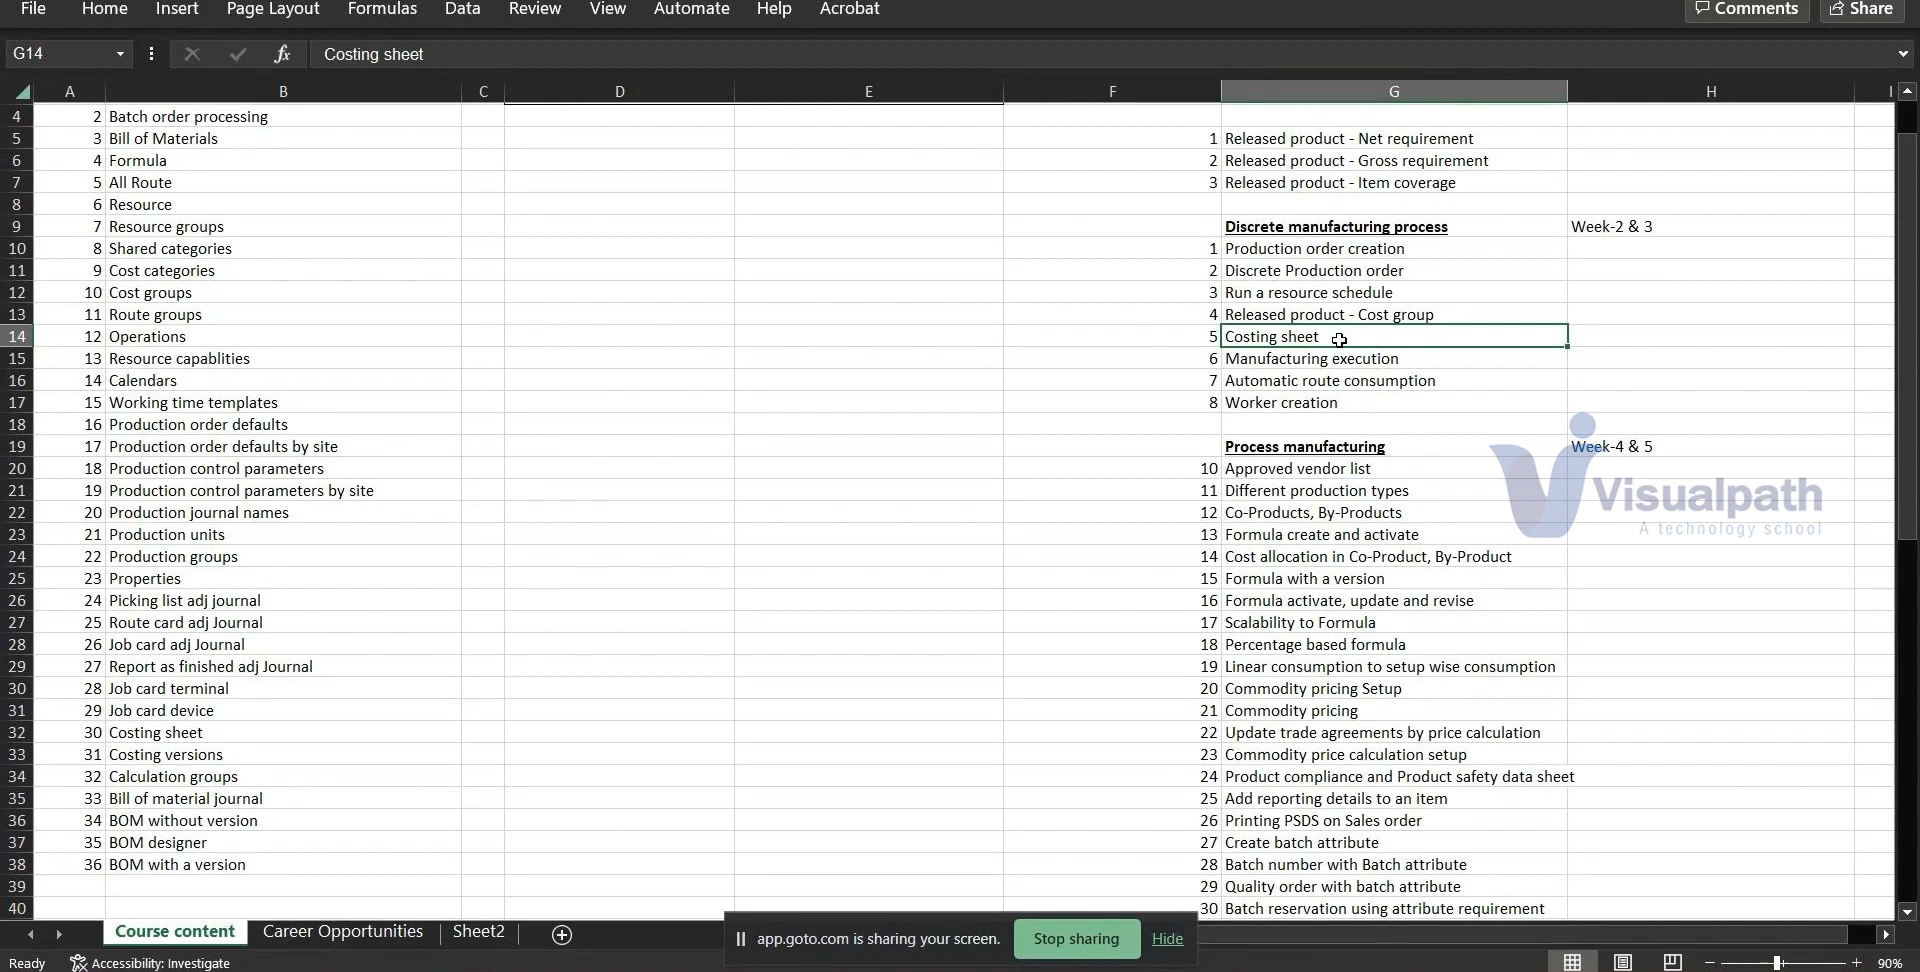 File Home Insert Page Layout Formulas Data Review View Automate Help Acrobat Comments Share
G14 fx Costing sheet
A B C D E F G H I
4 2 Batch order processing
5 3 Bill of Materials 1 Released product - Net requirement
6 4 Formula 2 Released product - Gross requirement
7 5 All Route 3 Released product - Item coverage
8 6 Resource
9 7 Resource groups Discrete manufacturing process Week-2 & 3
10 8 Shared categories 1 Production order creation
11 9 Cost categories 2 Discrete Production order
12 10 Cost groups 3 Run a resource schedule
13 11 Route groups 4 Released product - Cost group
14 12 Operations 5 Costing sheet
15 13 Resource capablities 6 Manufacturing execution
16 14 Calendars 7 Automatic route consumption
17 15 Working time templates 8 Worker creation
18 16 Production order defaults
19 17 Production order defaults by site Process manufacturing Week-4 & 5
20 18 Production control parameters 10 Approved vendor list
21 19 Production control parameters by site 11 Different production types Visualpath
22 20 Production journal names 12 Co-Products, By-Products A technology school
23 21 Production units 13 Formula create and activate
24 22 Production groups 14 Cost allocation in Co-Product, By-Product
25 23 Properties 15 Formula with a version
26 24 Picking list adj journal 16 Formula activate, update and revise
27 25 Route card adj Journal 17 Scalability to Formula
28 26 Job card adj Journal 18 Percentage based formula
29 27 Report as finished adj Journal 19 Linear consumption to setup wise consumption
30 28 Job card terminal 20 Commodity pricing Setup
31 29 Job card device 21 Commodity pricing
32 30 Costing sheet 22 Update trade agreements by price calculation
33 31 Costing versions 23 Commodity price calculation setup
34 32 Calculation groups 24 Product compliance and Product safety data sheet
35 33 Bill of material journal 25 Add reporting details to an item
36 34 BOM without version 26 Printing PSDS on Sales order
37 35 BOM designer 27 Create batch attribute
38 36 BOM with a version 28 Batch number with Batch attribute
39 29 Quality order with batch attribute
40 30 Batch reservation using attribute requirement
Course content Career Opportunities Sheet2
app.goto.com is sharing your screen. Stop sharing Hide
Ready Accessibility: Investigate 90%